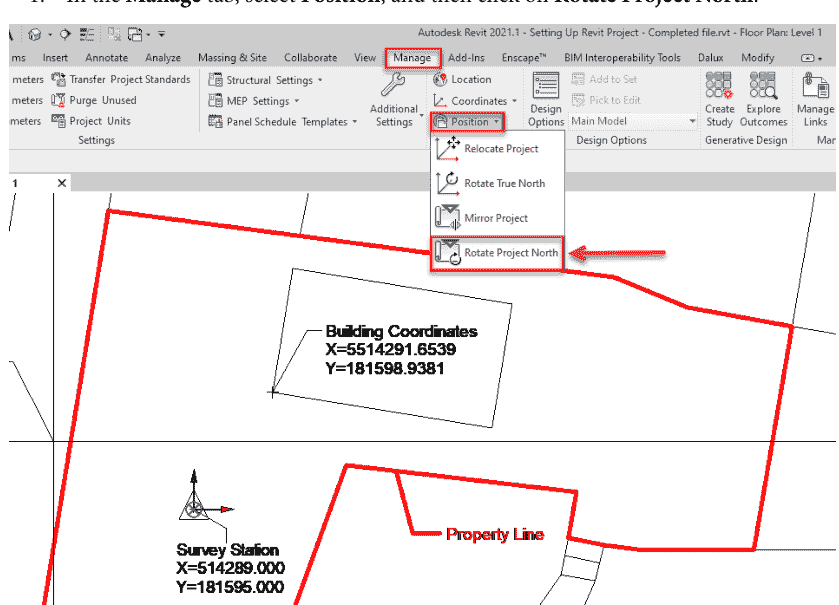 1. In the Manage tab, select Position, and then click on Rotate Project North.
Autodesk Revit 2021.1 - Setting Up Revit Project - Completed file.rvt - Floor Plan: Level 1
ms Insert Annotate Analyze Massing & Site Collaborate View Manage Add-Ins Enscape™ BIM Interoperability Tools Dalux Modify
meters Transfer Project Standards Structural Settings Location Add to Set
meters Purge Unused MEP Settings Additional Settings Coordinates Design Options Pick to Edit Create Study Explore Outcomes Manage Links
meters Project Units Panel Schedule Templates Position Main Model
Settings Design Options Generative Design Mar
1 X
Relocate Project
Rotate True North
Mirror Project
Rotate Project North
Building Coordinates
X=5514291.6539
Y=181598.9381
Property Line
Survey Station
X=514289.000
Y=181595.000